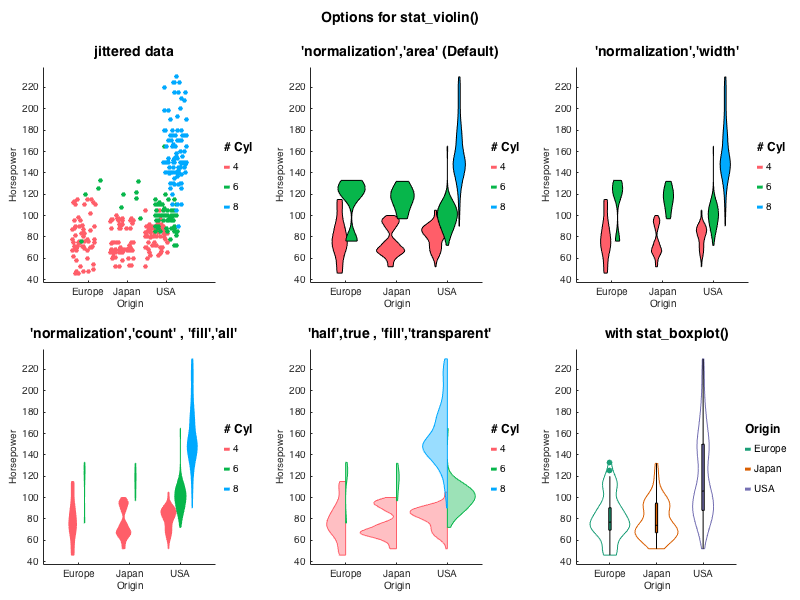 Options for stat_violin()
jittered data
220
200
180
160
140
120
100
80
60
40
Horsepower
Europe Japan USA
Origin
# Cyl
4
6
8
'normalization','area' (Default)
220
200
180
160
140
120
100
80
60
40
Horsepower
Europe Japan USA
Origin
# Cyl
4
6
8
'normalization','width'
220
200
180
160
140
120
100
80
60
40
Horsepower
Europe Japan USA
Origin
# Cyl
4
6
8
'normalization','count' , 'fill','all'
220
200
180
160
140
120
100
80
60
40
Horsepower
Europe Japan USA
Origin
# Cyl
4
6
8
'half',true , 'fill','transparent'
220
200
180
160
140
120
100
80
60
40
Horsepower
Europe Japan USA
Origin
# Cyl
4
6
8
with stat_boxplot()
220
200
180
160
140
120
100
80
60
40
Horsepower
Europe Japan USA
Origin
Origin
Europe
Japan
USA